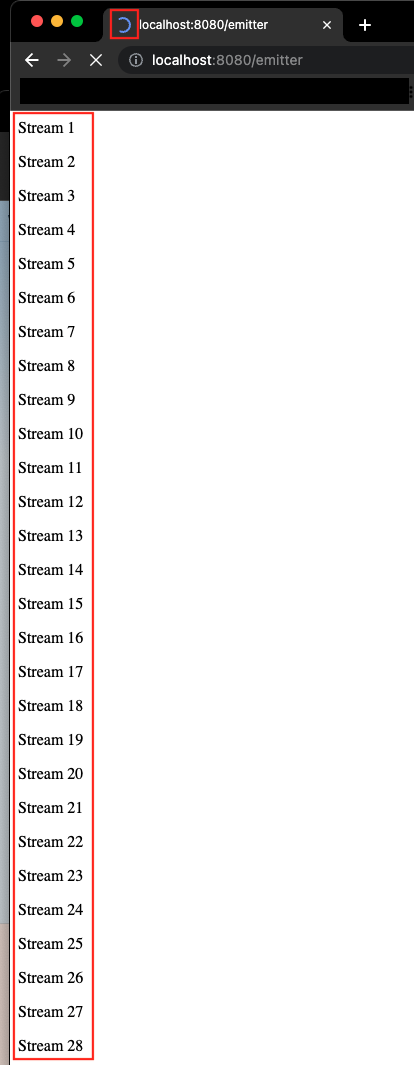 localhost:8080/emitter
localhost:8080/emitter
Stream 1
Stream 2
Stream 3
Stream 4
Stream 5
Stream 6
Stream 7
Stream 8
Stream 9
Stream 10
Stream 11
Stream 12
Stream 13
Stream 14
Stream 15
Stream 16
Stream 17
Stream 18
Stream 19
Stream 20
Stream 21
Stream 22
Stream 23
Stream 24
Stream 25
Stream 26
Stream 27
Stream 28